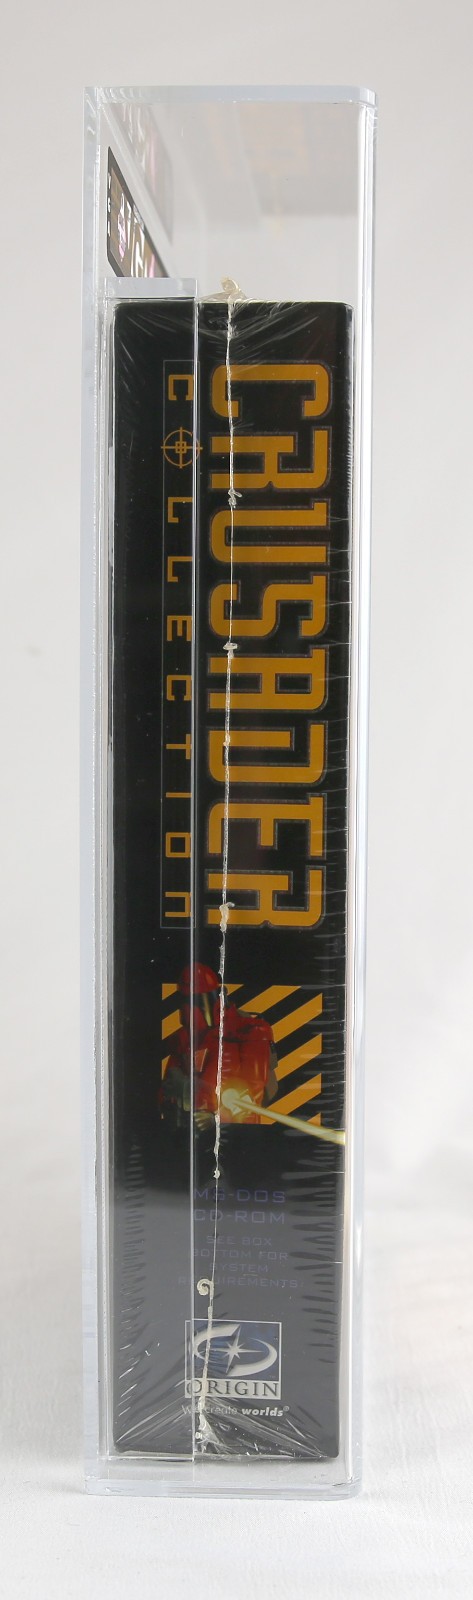 CRUSADER
COLLECTION
MS-DOS
CD-ROM
SEE BOX
BOTTOM FOR
SYSTEM
REQUIREMENTS
ORIGIN
We create worlds®